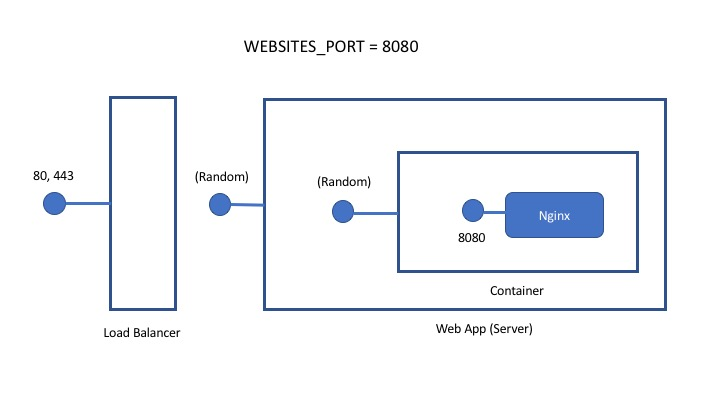 WEBSITES_PORT = 8080
80, 443
(Random)
(Random)
Nginx
8080
Container
Load Balancer
Web App (Server)